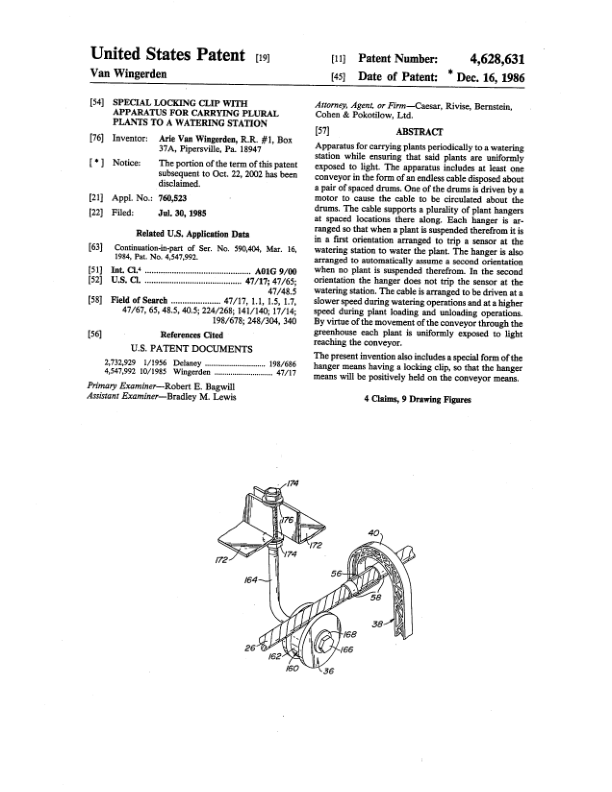 United States Patent [19]
Van Wingerden
[11] Patent Number: 4,628,631
[45] Date of Patent: * Dec. 16, 1986
[54] SPECIAL LOCKING CLIP WITH
APPARATUS FOR CARRYING PLURAL
PLANTS TO A WATERING STATION
[76] Inventor: Arie Van Wingerden, R.R. #1, Box
37A, Pipersville, Pa. 18947
[ * ] Notice: The portion of the term of this patent
subsequent to Oct. 22, 2002 has been
disclaimed.
[21] Appl. No.: 760,523
[22] Filed: Jul. 30, 1985
Related U.S. Application Data
[63] Continuation-in-part of Ser. No. 590,404, Mar. 16,
1984, Pat. No. 4,547,992.
[51] Int. Cl.⁴ ............................................ A01G 9/00
[52] U.S. Cl. ........................................ 47/17; 47/65;
47/48.5
[58] Field of Search .................... 47/17, 1.1, 1.5, 1.7,
47/67, 65, 48.5, 40.5; 224/268; 141/140; 17/14;
198/678; 248/304, 340
[56] References Cited
U.S. PATENT DOCUMENTS
2,732,929 1/1956 Delaney .............................. 198/686
4,547,992 10/1985 Wingerden ............................ 47/17
Primary Examiner—Robert E. Bagwill
Assistant Examiner—Bradley M. Lewis
Attorney, Agent, or Firm—Caesar, Rivise, Bernstein,
Cohen & Pokotilow, Ltd.
[57] ABSTRACT
Apparatus for carrying plants periodically to a watering
station while ensuring that said plants are uniformly
exposed to light. The apparatus includes at least one
conveyor in the form of an endless cable disposed about
a pair of spaced drums. One of the drums is driven by a
motor to cause the cable to be circulated about the
drums. The cable supports a plurality of plant hangers
at spaced locations there along. Each hanger is ar-
ranged so that when a plant is suspended therefrom it is
in a first orientation arranged to trip a sensor at the
watering station to water the plant. The hanger is also
arranged to automatically assume a second orientation
when no plant is suspended therefrom. In the second
orientation the hanger does not trip the sensor at the
watering station. The cable is arranged to be driven at a
slower speed during watering operations and at a higher
speed during plant loading and unloading operations.
By virtue of the movement of the conveyor through the
greenhouse each plant is uniformly exposed to light
reaching the conveyor.
The present invention also includes a special form of the
hanger means having a locking clip, so that the hanger
means will be positively held on the conveyor means.
4 Claims, 9 Drawing Figures
174
176
172
174
172
164
40
56
58
38
26
162
160
168
166
36